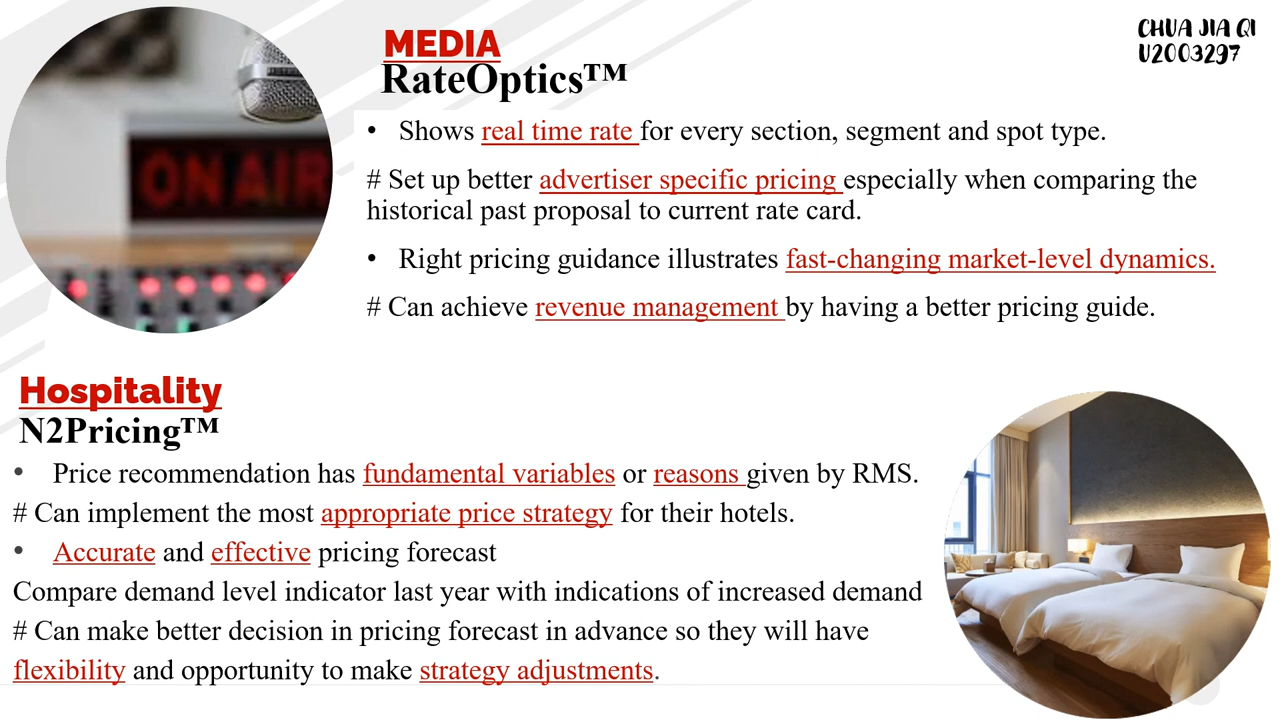 CHUA JIA QI
U2003297
MEDIA
RateOptics™
ON AIR
• Shows real time rate for every section, segment and spot type.
# Set up better advertiser specific pricing especially when comparing the
historical past proposal to current rate card.
• Right pricing guidance illustrates fast-changing market-level dynamics.
# Can achieve revenue management by having a better pricing guide.
Hospitality
N2Pricing™
• Price recommendation has fundamental variables or reasons given by RMS.
# Can implement the most appropriate price strategy for their hotels.
• Accurate and effective pricing forecast
Compare demand level indicator last year with indications of increased demand
# Can make better decision in pricing forecast in advance so they will have
flexibility and opportunity to make strategy adjustments.